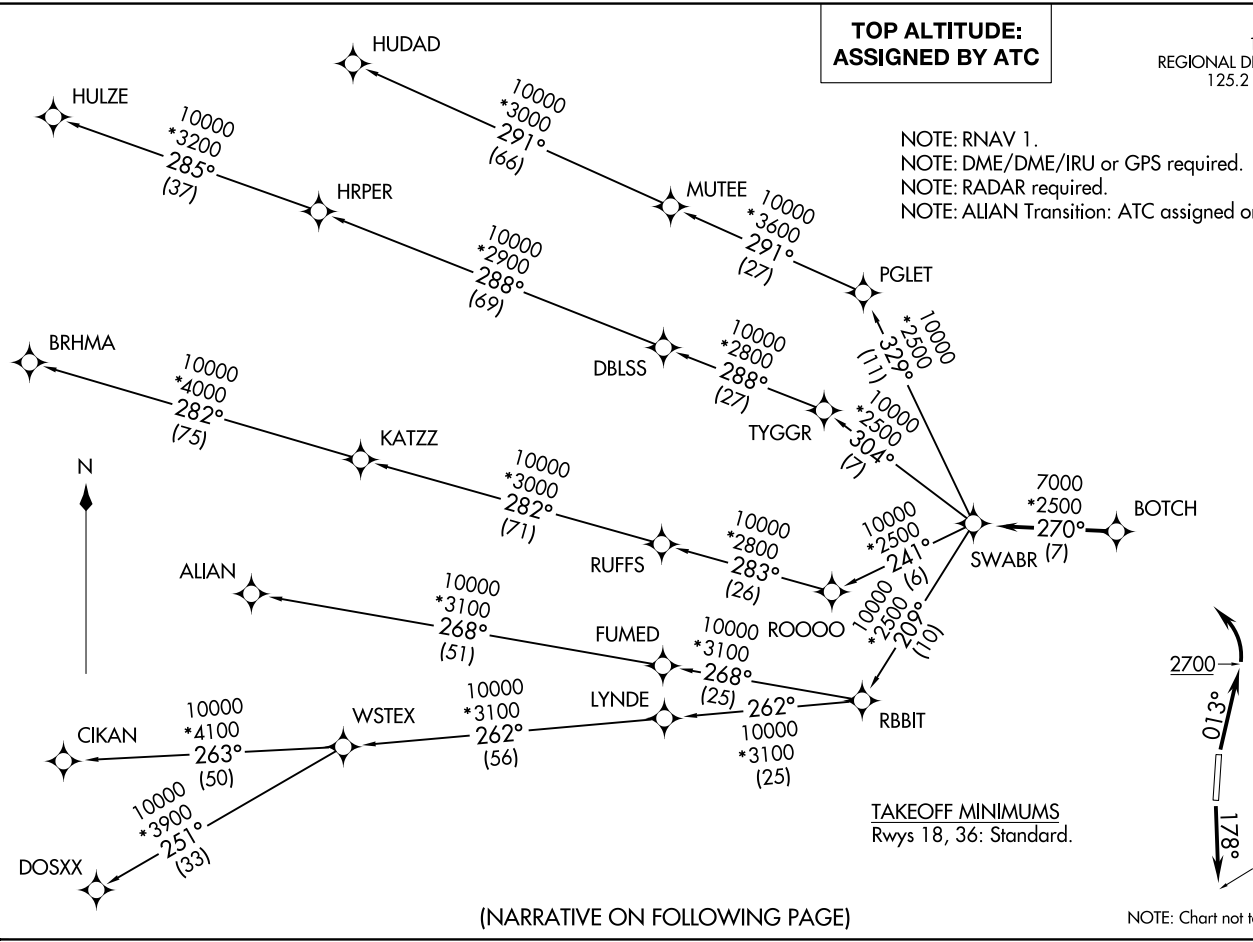 TOP ALTITUDE:
ASSIGNED BY ATC
REGIONAL
125.2
NOTE: RNAV 1.
NOTE: DME/DME/IRU or GPS required.
NOTE: RADAR required.
NOTE: ALIAN Transition: ATC assigned
HUDAD
10000
*3000
291°
(66)
HULZE
10000
*3200
285°
(37)
HRPER
MUTEE
10000
*3600
291°
(27)
PGLET
10000
*2900
288°
(69)
10000
*2500
329°
(11)
BRHMA
10000
*4000
282°
(75)
DBLSS
10000
*2800
288°
(27)
TYGGR
10000
*2500
304°
(7)
KATZZ
N
10000
*3000
282°
(71)
7000
*2500
270°
(7)
BOTCH
SWABR
RUFFS
10000
*2800
283°
(26)
10000
*2500
241°
(6)
ROOOO
10000
*2500
209°
(10)
ALIAN
10000
*3100
268°
(51)
FUMED
10000
*3100
268°
(25)
RBBIT
2700
013°
178°
LYNDE
262°
10000
*3100
(25)
WSTEX
10000
*3100
262°
(56)
CIKAN
10000
*4100
263°
(50)
10000
*3900
251°
(33)
DOSXX
TAKEOFF MINIMUMS
Rwys 18, 36: Standard.
(NARRATIVE ON FOLLOWING PAGE)
NOTE: Chart not